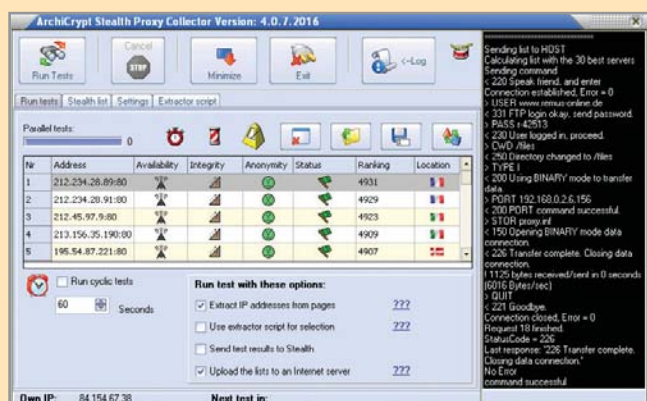 ArchiCrypt Stealth Proxy Collector Version: 4.0.7.2016
Run Tests
Cancel
STOP
Minimize
Exit
<-Log
Run tests
Stealth list
Settings
Extractor script
Parallel tests:
0
Nr Address Availability Integrity Anonymity Status Ranking Location
1 212.234.28.89:80 4931
2 212.234.28.91:80 4929
3 212.45.97.9:80 4923
4 213.156.35.190:80 4909
5 195.54.87.221:80 4907
Run cyclic tests
60 Seconds
Run test with these options:
Extract IP addresses from pages ???
Use extractor script for selection ???
Send test results to Stealth
Upload the lists to an Internet server ???
Own IP: 84.154.67.38 Next test in:
Sending list to HOST
Calculating list with the 30 best servers
Sending command
< 220 Speak friend, and enter
Connection established, Error = 0
> USER www.remus-online.de
< 331 FTP login okay, send password.
> PASS r-42513
< 230 User logged in, proceed.
> CWD /files
< 250 Directory changed to /files
> TYPE I
< 200 Using BINARY mode to transfer
data.
> PORT 192,168,0,2,6,156
< 200 PORT command successful.
> STOR proxy.inf
< 150 Opening BINARY mode data
connection.
< 226 Transfer complete. Closing data
connection.
! 1125 bytes received/sent in 0 seconds
(6016 Bytes/sec)
> QUIT
< 221 Goodbye.
Connection closed, Error = 0
Request 18 finished.
StatusCode = 226
Last response: "226 Transfer complete.
Closing data connection."
No Error
command successful